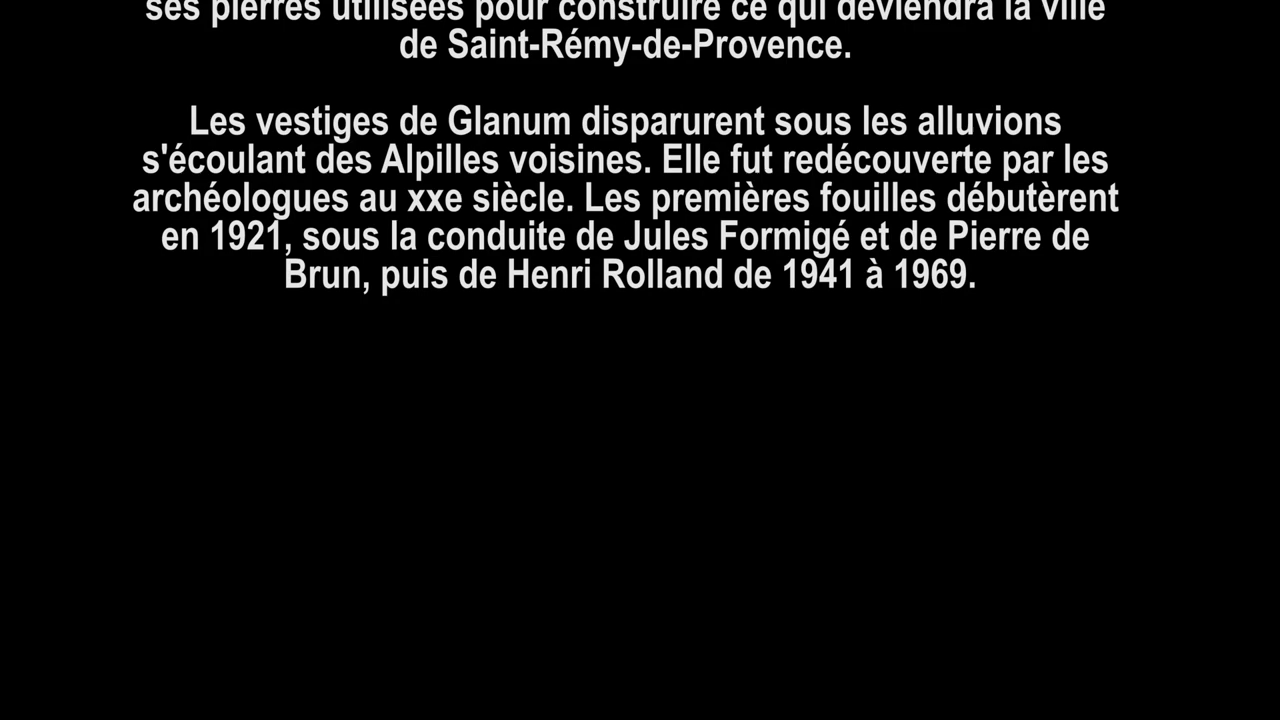 ses pierres utilisées pour construire ce qui deviendra la ville
de Saint-Rémy-de-Provence.
Les vestiges de Glanum disparurent sous les alluvions
s'écoulant des Alpilles voisines. Elle fut redécouverte par les
archéologues au xxe siècle. Les premières fouilles débutèrent
en 1921, sous la conduite de Jules Formigé et de Pierre de
Brun, puis de Henri Rolland de 1941 à 1969.